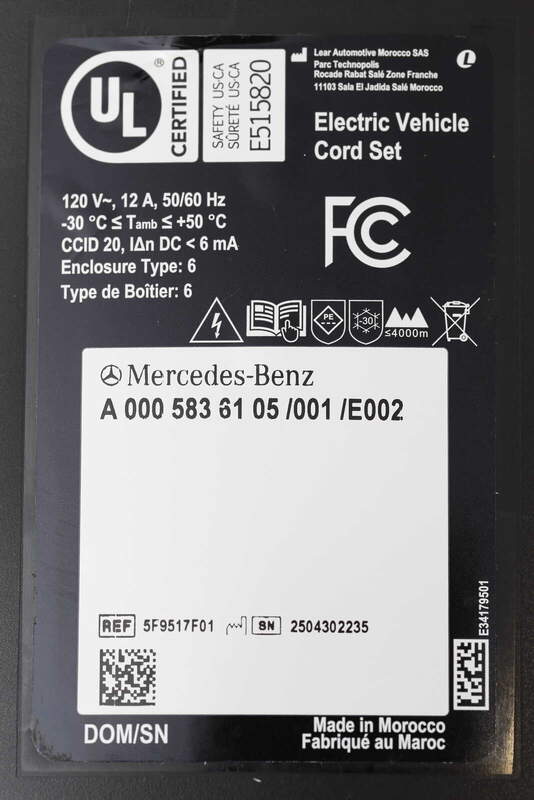 UL
®
CERTIFIED
SAFETY US-CA
SÛRETÉ US-CA
E515820
Lear Automotive Morocco SAS
Parc Technopolis
Rocade Rabat Salé Zone Franche
11103 Sala El Jadida Salé Morocco
Electric Vehicle
Cord Set
120 V~, 12 A, 50/60 Hz
-30 °C ≤ Tamb ≤ +50 °C
CCID 20, IΔn DC < 6 mA
Enclosure Type: 6
Type de Boîtier: 6
FC
PE
-30
≤4000m
Mercedes-Benz
A 000 583 61 05 /001 /E002
REF 5F9517F01 SN 2504302235
E34179501
DOM/SN
Made in Morocco
Fabriqué au Maroc